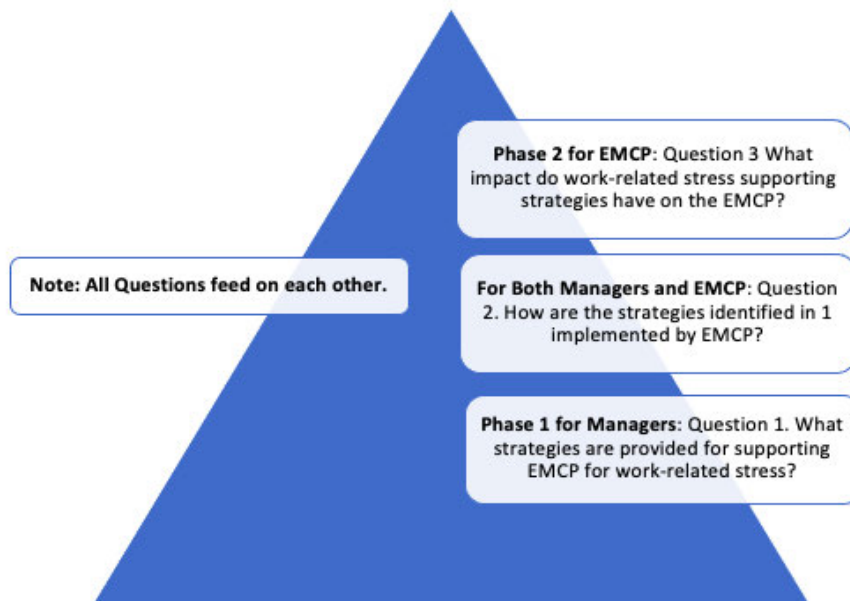 Phase 2 for EMCP: Question 3 What
impact do work-related stress supporting
strategies have on the EMCP?
Note: All Questions feed on each other.
For Both Managers and EMCP: Question
2. How are the strategies identified in 1
implemented by EMCP?
Phase 1 for Managers: Question 1. What
strategies are provided for supporting
EMCP for work-related stress?